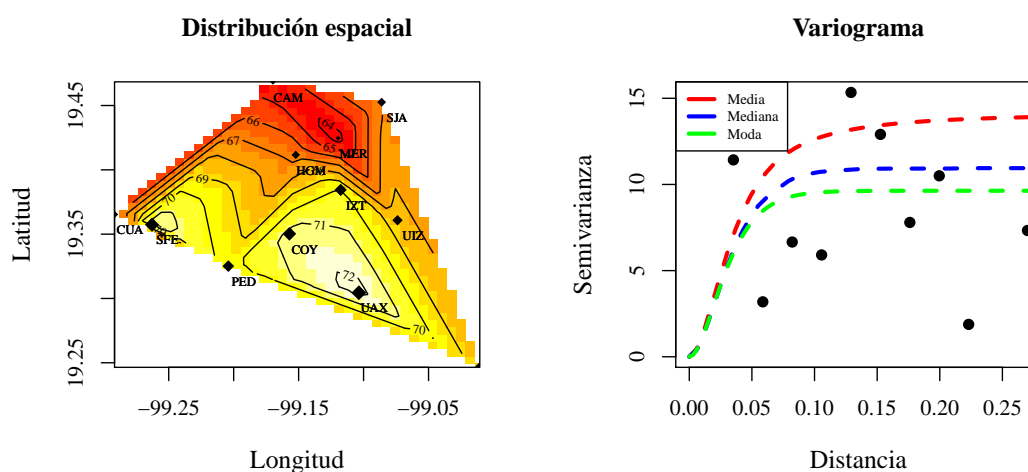 Distribución espacial
Variograma
19.45
19.35
19.25
Latitud
CAM
SJA
66
64
67
65
MER
HGM
69
70
IZT
CUA
SFE
71
UIZ
COY
PED
72
UAX
70
−99.25
−99.15
−99.05
Longitud
Media
Mediana
Moda
15
10
5
0
Semivarianza
0.00
0.05
0.10
0.15
0.20
0.25
Distancia